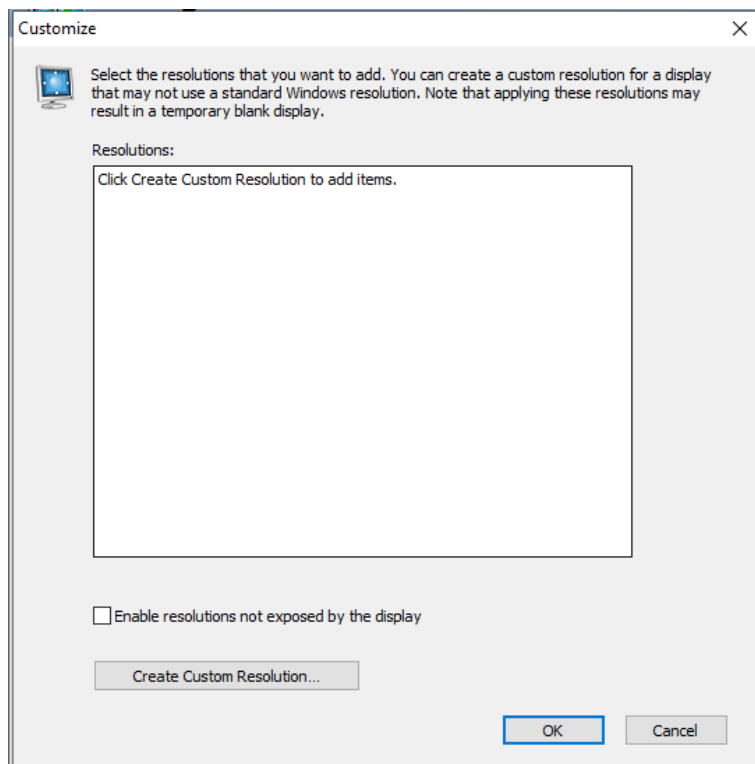 Customize
Select the resolutions that you want to add. You can create a custom resolution for a display
that may not use a standard Windows resolution. Note that applying these resolutions may
result in a temporary blank display.
Resolutions:
Click Create Custom Resolution to add items.
Enable resolutions not exposed by the display
Create Custom Resolution...
OK
Cancel